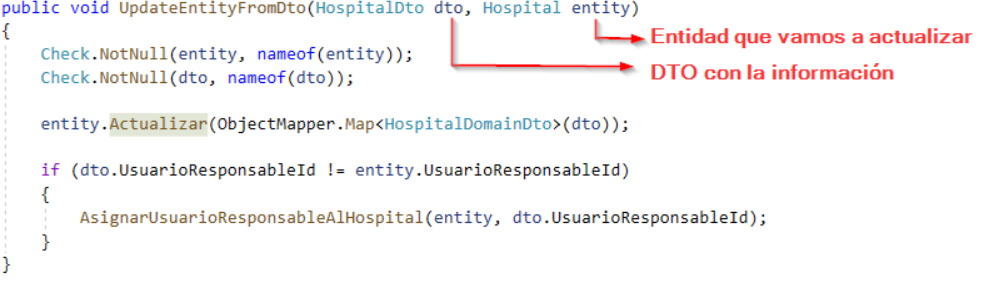 public void UpdateEntityFromDto(HospitalDto dto, Hospital entity)
{
Entidad que vamos a actualizar
Check.NotNull(entity, nameof(entity));
DTO con la información
Check.NotNull(dto, nameof(dto));
entity.Actualizar(ObjectMapper.Map<HospitalDomainDto>(dto));
if (dto.UsuarioResponsableId != entity.UsuarioResponsableId)
{
AsignarUsuarioResponsableAlHospital(entity, dto.UsuarioResponsableId);
}
}